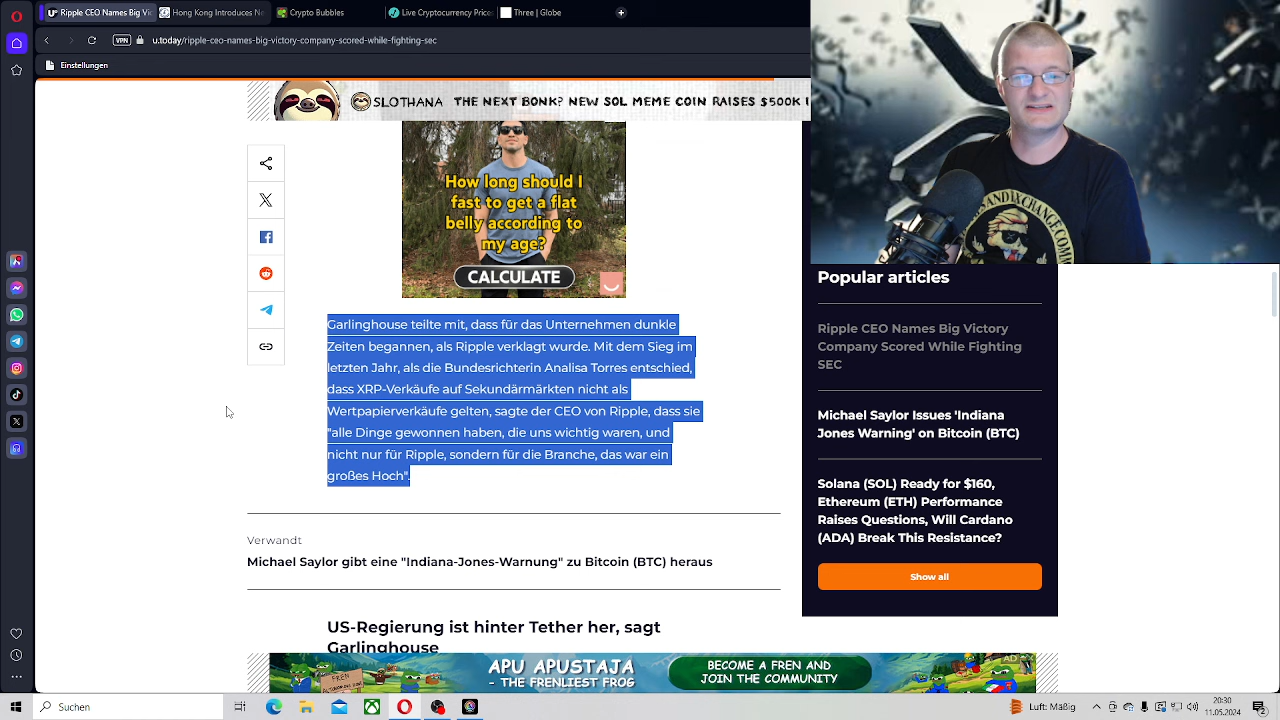 Ripple CEO Names Big Vic
Hong Kong Introduces Ne
Crypto Bubbles
Live Cryptocurrency Price
Three | Globe
VPN
u.today/ripple-ceo-names-big-victory-company-scored-while-fighting-sec
Einstellungen
SLOTHANA THE NEXT BONK? NEW SOL MEME COIN RAISES $500K I
How long should I
fast to get a flat
belly according to
my age?
CALCULATE
Garlinghouse teilte mit, dass für das Unternehmen dunkle
Zeiten begannen, als Ripple verklagt wurde. Mit dem Sieg im
letzten Jahr, als die Bundesrichterin Analisa Torres entschied,
dass XRP-Verkäufe auf Sekundärmärkten nicht als
Wertpapierverkäufe gelten, sagte der CEO von Ripple, dass sie
"alle Dinge gewonnen haben, die uns wichtig waren, und
nicht nur für Ripple, sondern für die Branche, das war ein
großes Hoch".
Verwandt
Michael Saylor gibt eine "Indiana-Jones-Warnung" zu Bitcoin (BTC) heraus
US-Regierung ist hinter Tether her, sagt
Garlinghouse
Popular articles
Ripple CEO Names Big Victory
Company Scored While Fighting
SEC
Michael Saylor Issues 'Indiana
Jones Warning' on Bitcoin (BTC)
Solana (SOL) Ready for $160,
Ethereum (ETH) Performance
Raises Questions, Will Cardano
(ADA) Break This Resistance?
Show all
APU APUSTAJA
- THE FRENLIEST FROG
BECOME A FREN AND
JOIN THE COMMUNITY
AD
Suchen
Luft: Mäßig
20:30
11.05.2024